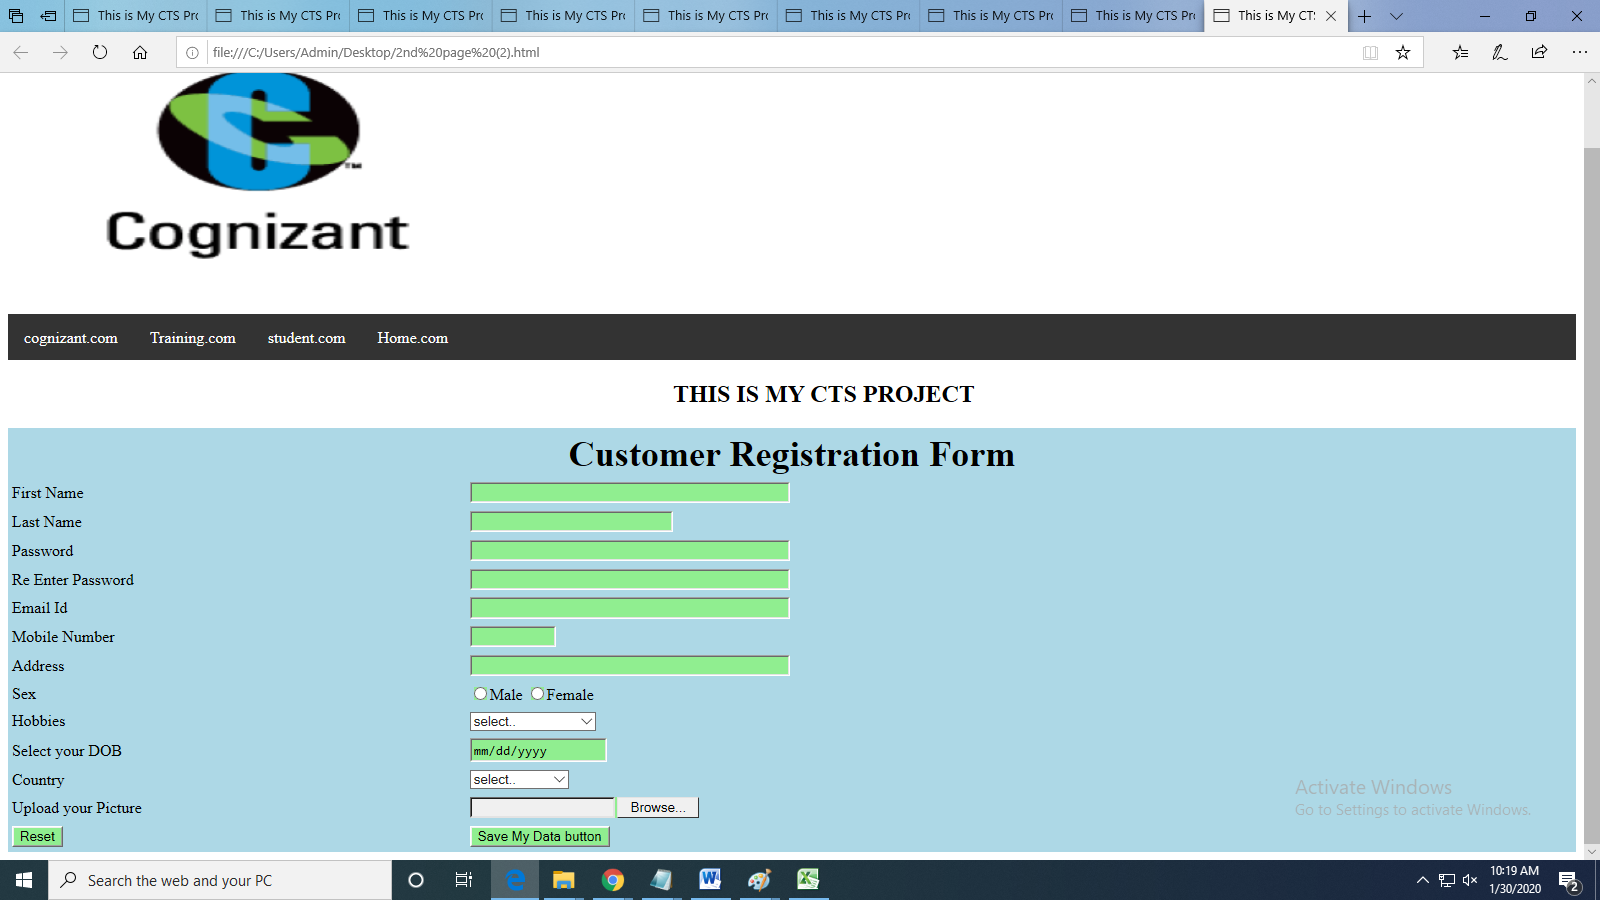 This is My CTS Pro This is My CTS Pro This is My CTS Pro This is My CTS Pro This is My CTS Pro This is My CTS Pro This is My CTS Pro This is My CTS Pro This is My CTS
file:///C:/Users/Admin/Desktop/2nd%20page%20(2).html
TM
Cognizant
cognizant.com Training.com student.com Home.com
THIS IS MY CTS PROJECT
Customer Registration Form
First Name
Last Name
Password
Re Enter Password
Email Id
Mobile Number
Address
Sex Male Female
Hobbies select..
Select your DOB mm/dd/yyyy
Country select..
Upload your Picture Browse...
Reset Save My Data button
Activate Windows
Go to Settings to activate Windows.
Search the web and your PC
10:19 AM
1/30/2020
2